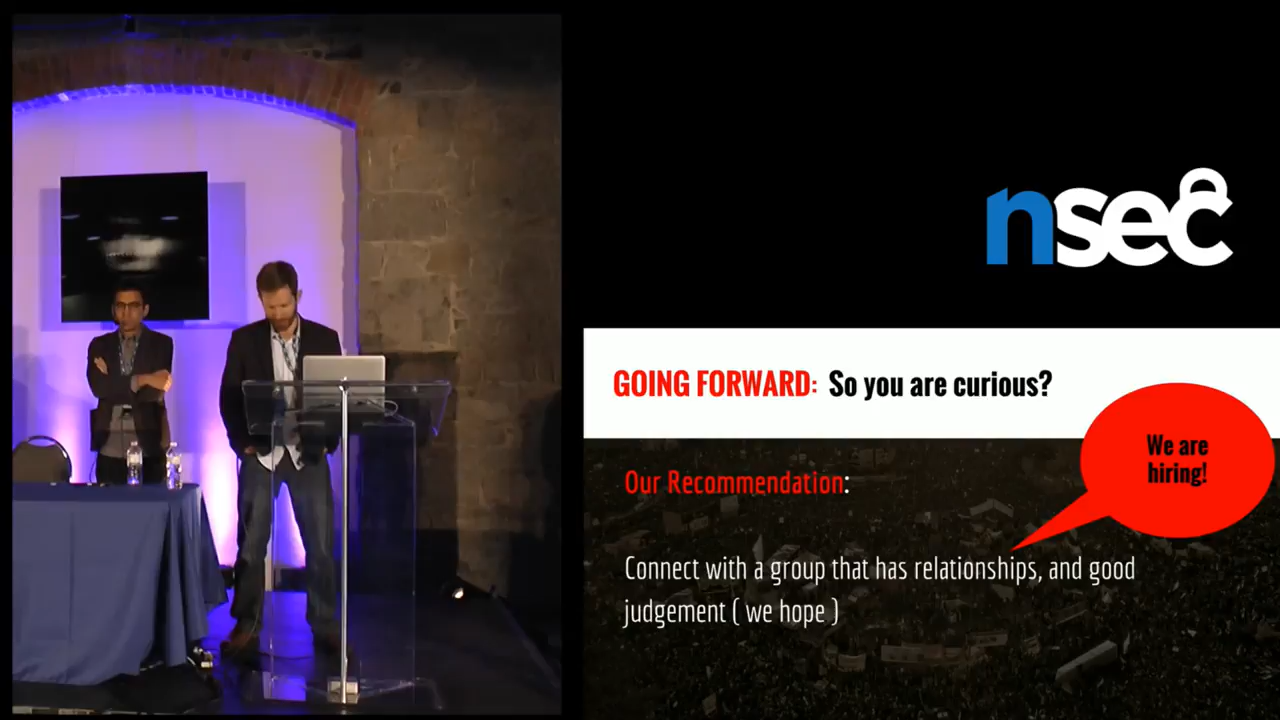 nsec
GOING FORWARD: So you are curious?
We are
hiring!
Our Recommendation:
Connect with a group that has relationships, and good
judgement ( we hope )